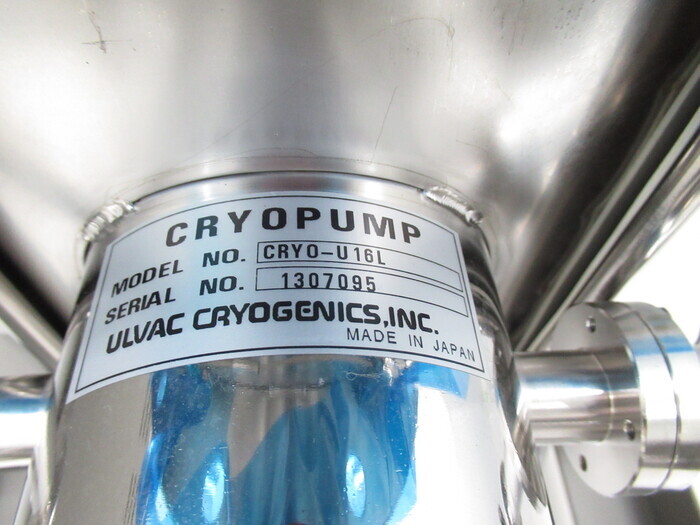 CRYOPUMP
MODEL NO. CRYO-U16L
SERIAL NO. 1307095
ULVAC CRYOGENICS,INC.
MADE IN JAPAN